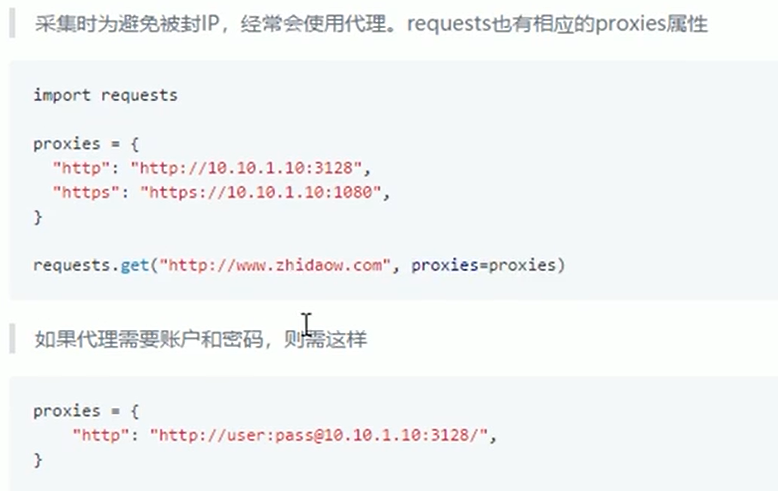 采集时为避免被封IP，经常会使用代理。requests也有相应的proxies属性
import requests
proxies = {
"http": "http://10.10.1.10:3128",
"https": "https://10.10.1.10:1080",
}
requests.get("http://www.zhidaow.com", proxies=proxies)
如果代理需要账户和密码，则需这样
proxies = {
"http": "http://user:pass@10.10.1.10:3128/",
}